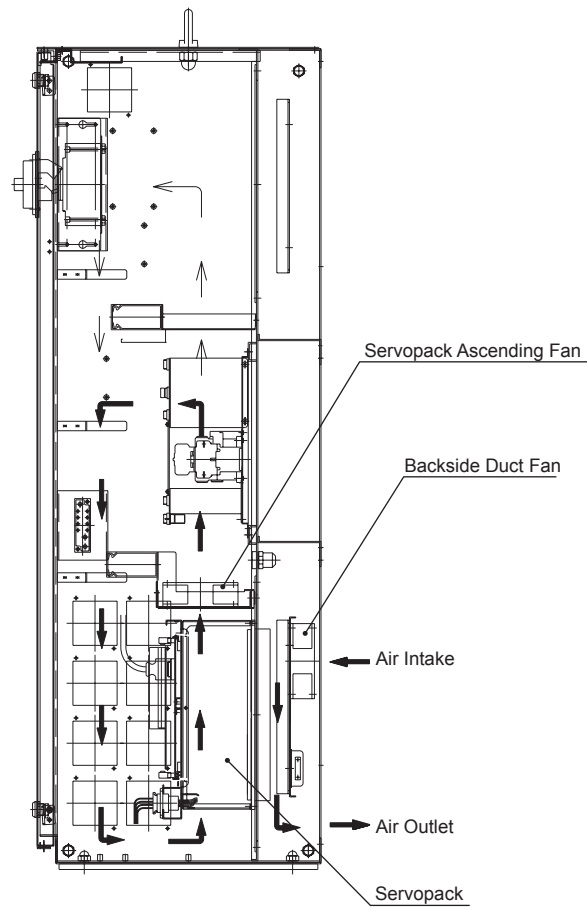 Servopack Ascending Fan
Backside Duct Fan
Air Intake
Air Outlet
Servopack